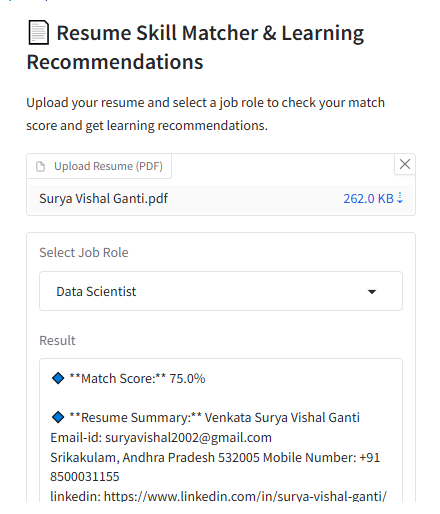 Resume Skill Matcher & Learning
Recommendations
Upload your resume and select a job role to check your match
score and get learning recommendations.
Upload Resume (PDF)
Surya Vishal Ganti.pdf 262.0 KB ⇣
Select Job Role
Data Scientist
Result
🔷 **Match Score:** 75.0%
🔷 **Resume Summary:** Venkata Surya Vishal Ganti
Email-id: suryavishal2002@gmail.com
Srikakulam, Andhra Pradesh 532005 Mobile Number: +91
8500031155
linkedin: https://www.linkedin.com/in/surya-vishal-ganti/